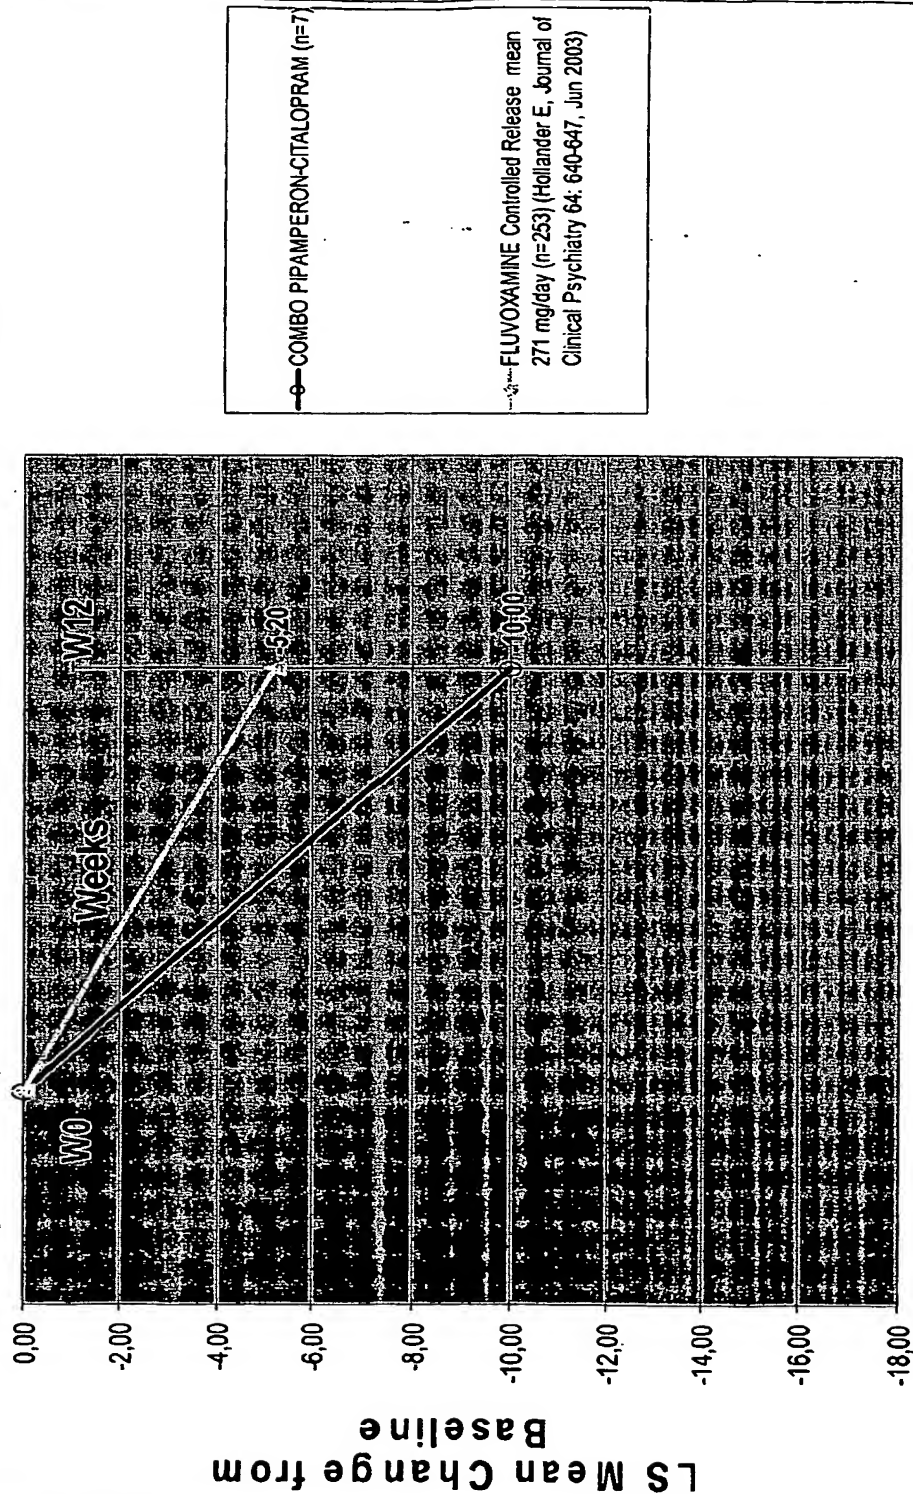 LS Mean Change from
Baseline
0,00
-2,00
-4,00
-6,00
-8,00
-10,00
-12,00
-14,00
-16,00
-18,00
W0
Weeks
W12
-5,20
-10,00
COMBO PIPAMPERON-CITALOPRAM (n=7)
FLUVOXAMINE Controlled Release mean
271 mg/day (n=253) (Hollander E, Journal of
Clinical Psychiatry 64: 640-647, Jun 2003)